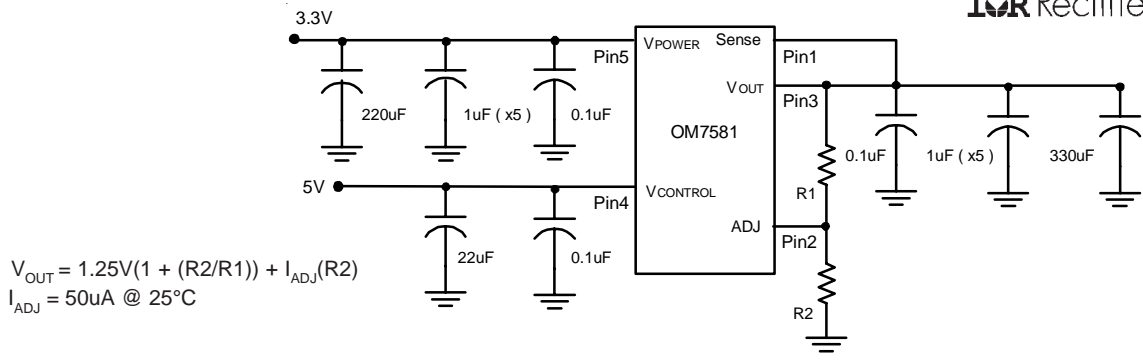 IOR Rectifie
3.3V
Pin5
VPOWER
Sense
Pin1
VOUT
Pin3
220uF
1uF ( x5)
0.1uF
OM7581
0.1uF
1uF ( x5)
330uF
R1
5V
Pin4
VCONTROL
ADJ
Pin2
22uF
0.1uF
R2
VOUT = 1.25V(1 + (R2/R1)) + IADJ(R2)
IADJ = 50uA @ 25°C